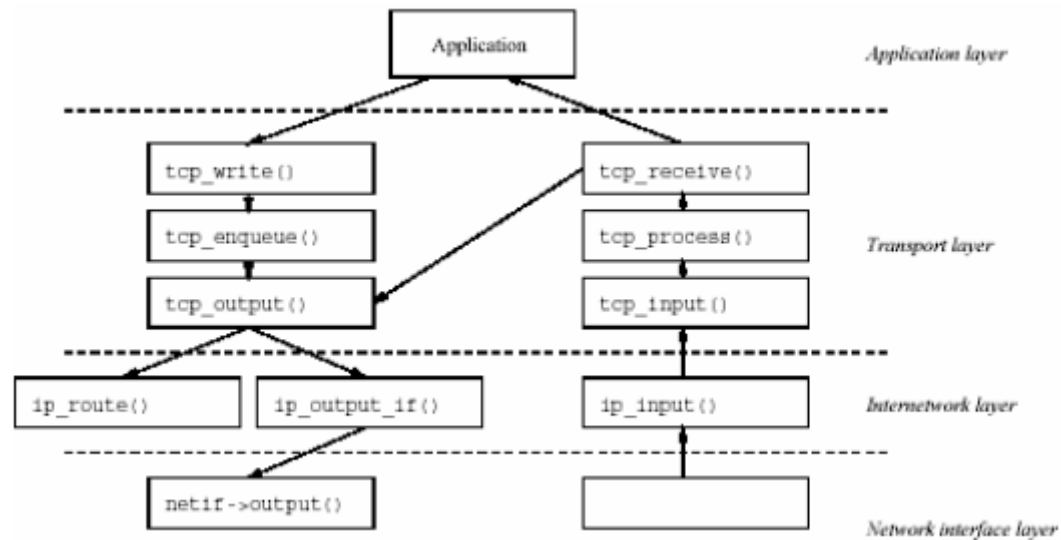 Application
Application layer
tcp_write()
tcp_receive()
tcp_enqueue()
tcp_process()
Transport layer
tcp_output()
tcp_input()
ip_route()
ip_output_if()
ip_input()
Internetwork layer
netif->output()
Network interface layer